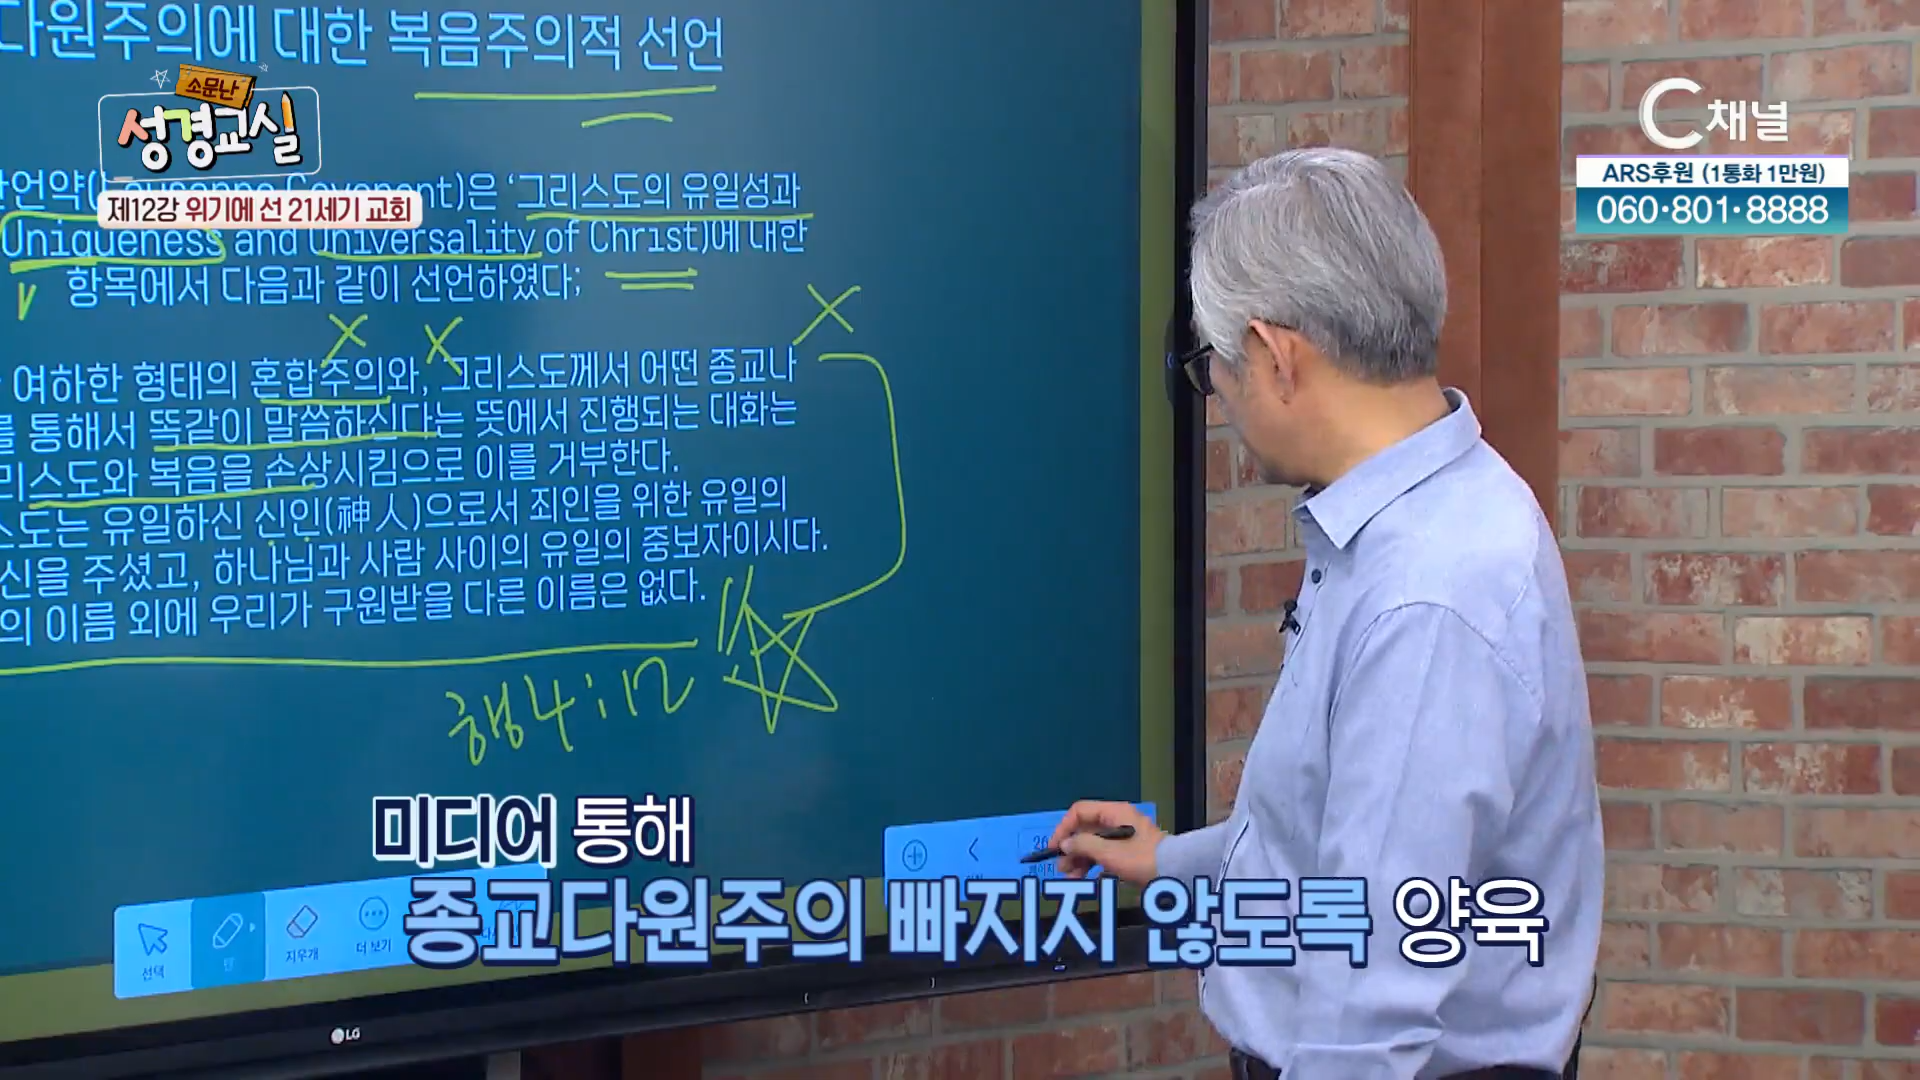 다원주의에 대한 복음주의적 선언
소문난
성경교실
제12강 위기에 선 21세기 교회
C채널
ARS후원 (1통화 1만원)
060·801·8888
언약( Covenant)은 ‘그리스도의 유일성과
Uniqueness and Universality of Christ)에 대한
항목에서 다음과 같이 선언하였다;
여하한 형태의 혼합주의와, 그리스도께서 어떤 종교나
를 통해서 똑같이 말씀하신다는 뜻에서 진행되는 대화는
리스도와 복음을 손상시킴으로 이를 거부한다.
스도는 유일하신 신인(神人)으로서 죄인을 위한 유일의
신을 주셨고, 하나님과 사람 사이의 유일의 중보자이시다.
의 이름 외에 우리가 구원받을 다른 이름은 없다.
행4:12
미디어 통해
종교다원주의 빠지지 않도록 양육
선택
펜
지우개
더 보기
26
페이지
LG